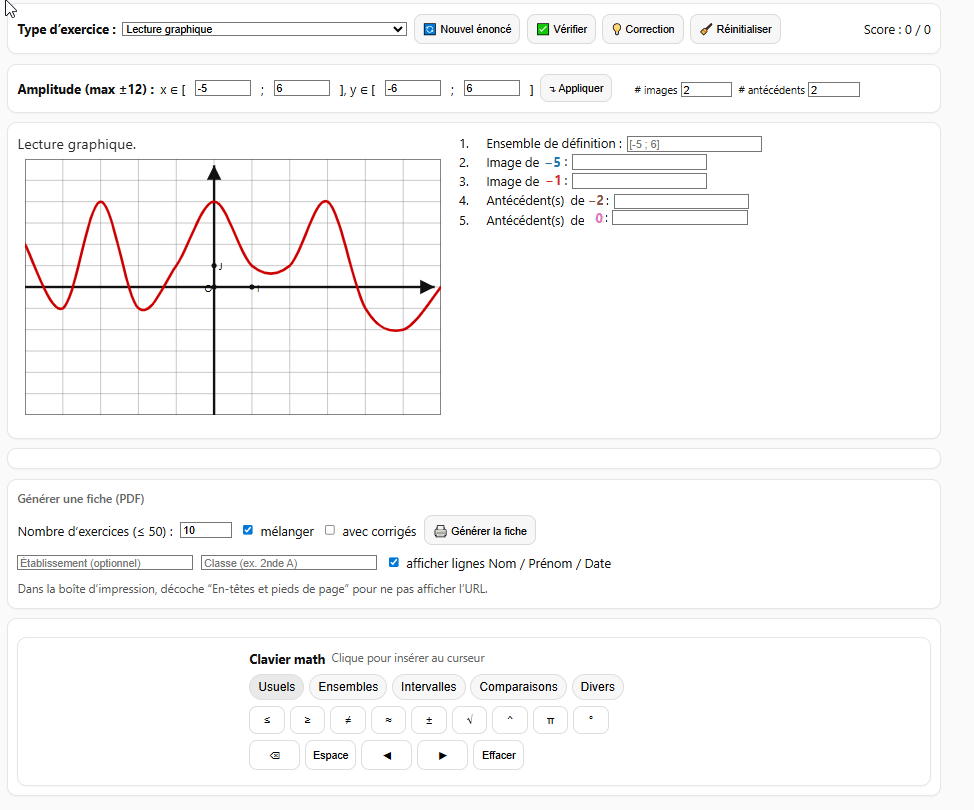 Type d’exercice : Lecture graphique Nouvel énoncé Vérifier Correction Réinitialiser Score : 0 / 0
Amplitude (max ±12) : x ∈ [ -5 ; 6 ], y ∈ [ -6 ; 6 ] ↴ Appliquer # images 2 # antécédents 2
Lecture graphique.
1. Ensemble de définition : [-5 ; 6]
2. Image de −5 :
3. Image de −1 :
4. Antécédent(s) de −2 :
5. Antécédent(s) de 0 :
J
O I
Générer une fiche (PDF)
Nombre d’exercices (≤ 50) : 10 mélanger avec corrigés Générer la fiche
Établissement (optionnel) Classe (ex. 2nde A) afficher lignes Nom / Prénom / Date
Dans la boîte d’impression, décoche “En-têtes et pieds de page” pour ne pas afficher l’URL.
Clavier math Clique pour insérer au curseur
Usuels Ensembles Intervalles Comparaisons Divers
≤ ≥ ≠ ≈ ± √ ^ π °
⌫ Espace ◄ ► Effacer